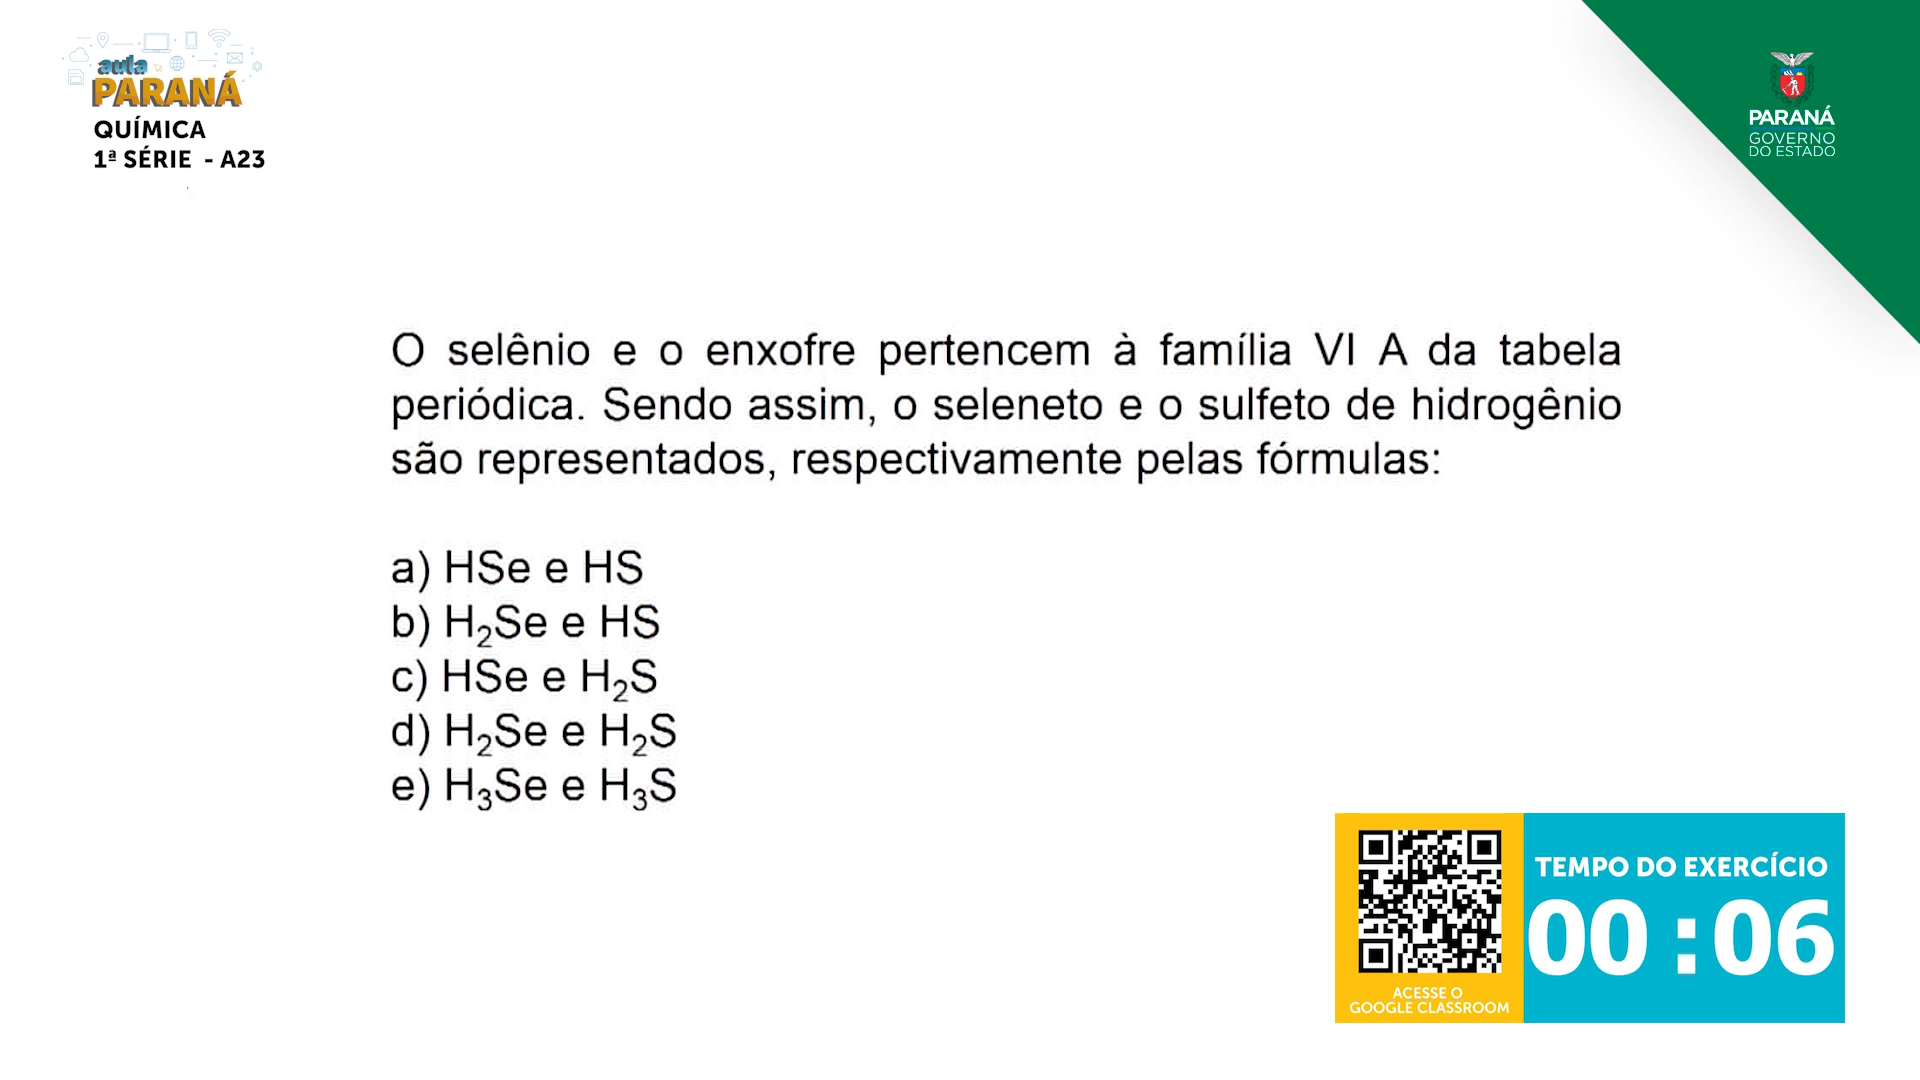 aula
PARANÁ
QUÍMICA
1ª SÉRIE - A23
PARANÁ
GOVERNO
DO ESTADO
O selênio e o enxofre pertencem à família VI A da tabela
periódica. Sendo assim, o seleneto e o sulfeto de hidrogênio
são representados, respectivamente pelas fórmulas:
a) HSe e HS
b) H₂Se e HS
c) HSe e H₂S
d) H₂Se e H₂S
e) H₃Se e H₃S
TEMPO DO EXERCÍCIO
00 : 06
ACESSE O
GOOGLE CLASSROOM